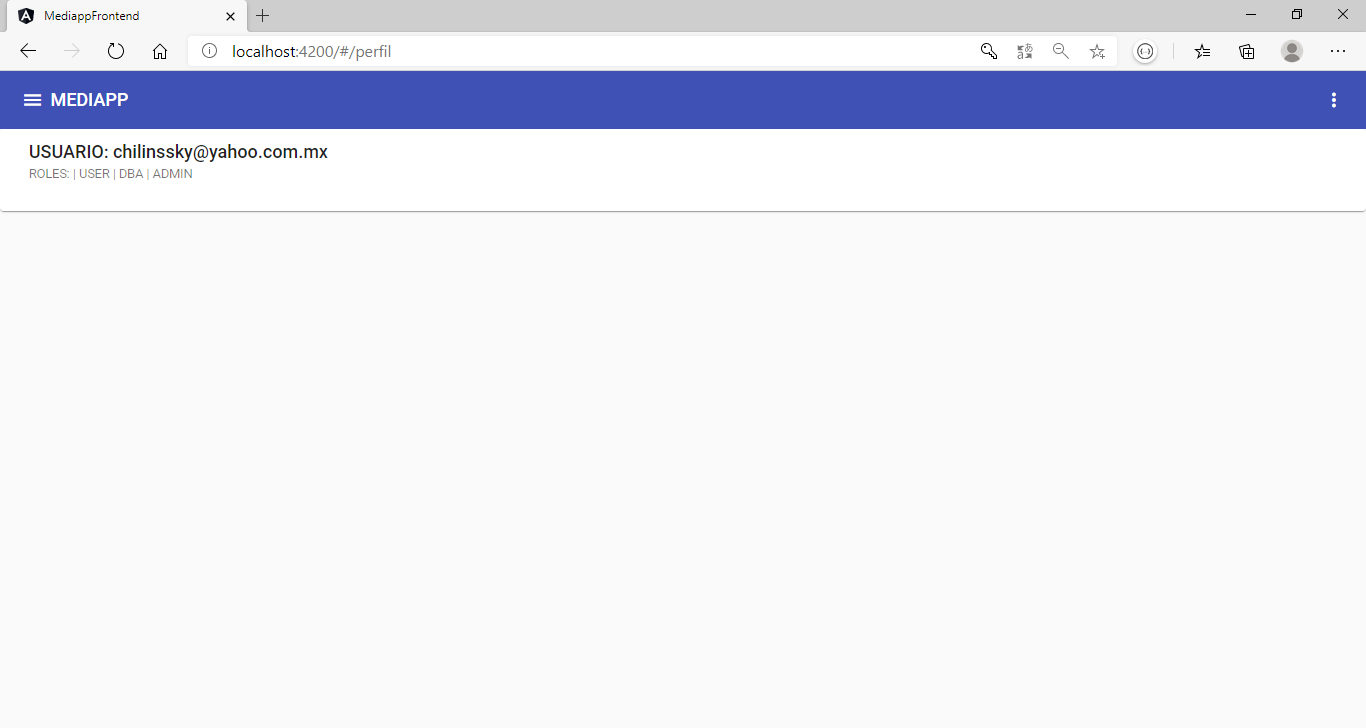 MediappFrontend
localhost:4200/#/perfil
MEDIAPP
USUARIO: chilinssky@yahoo.com.mx
ROLES: | USER | DBA | ADMIN